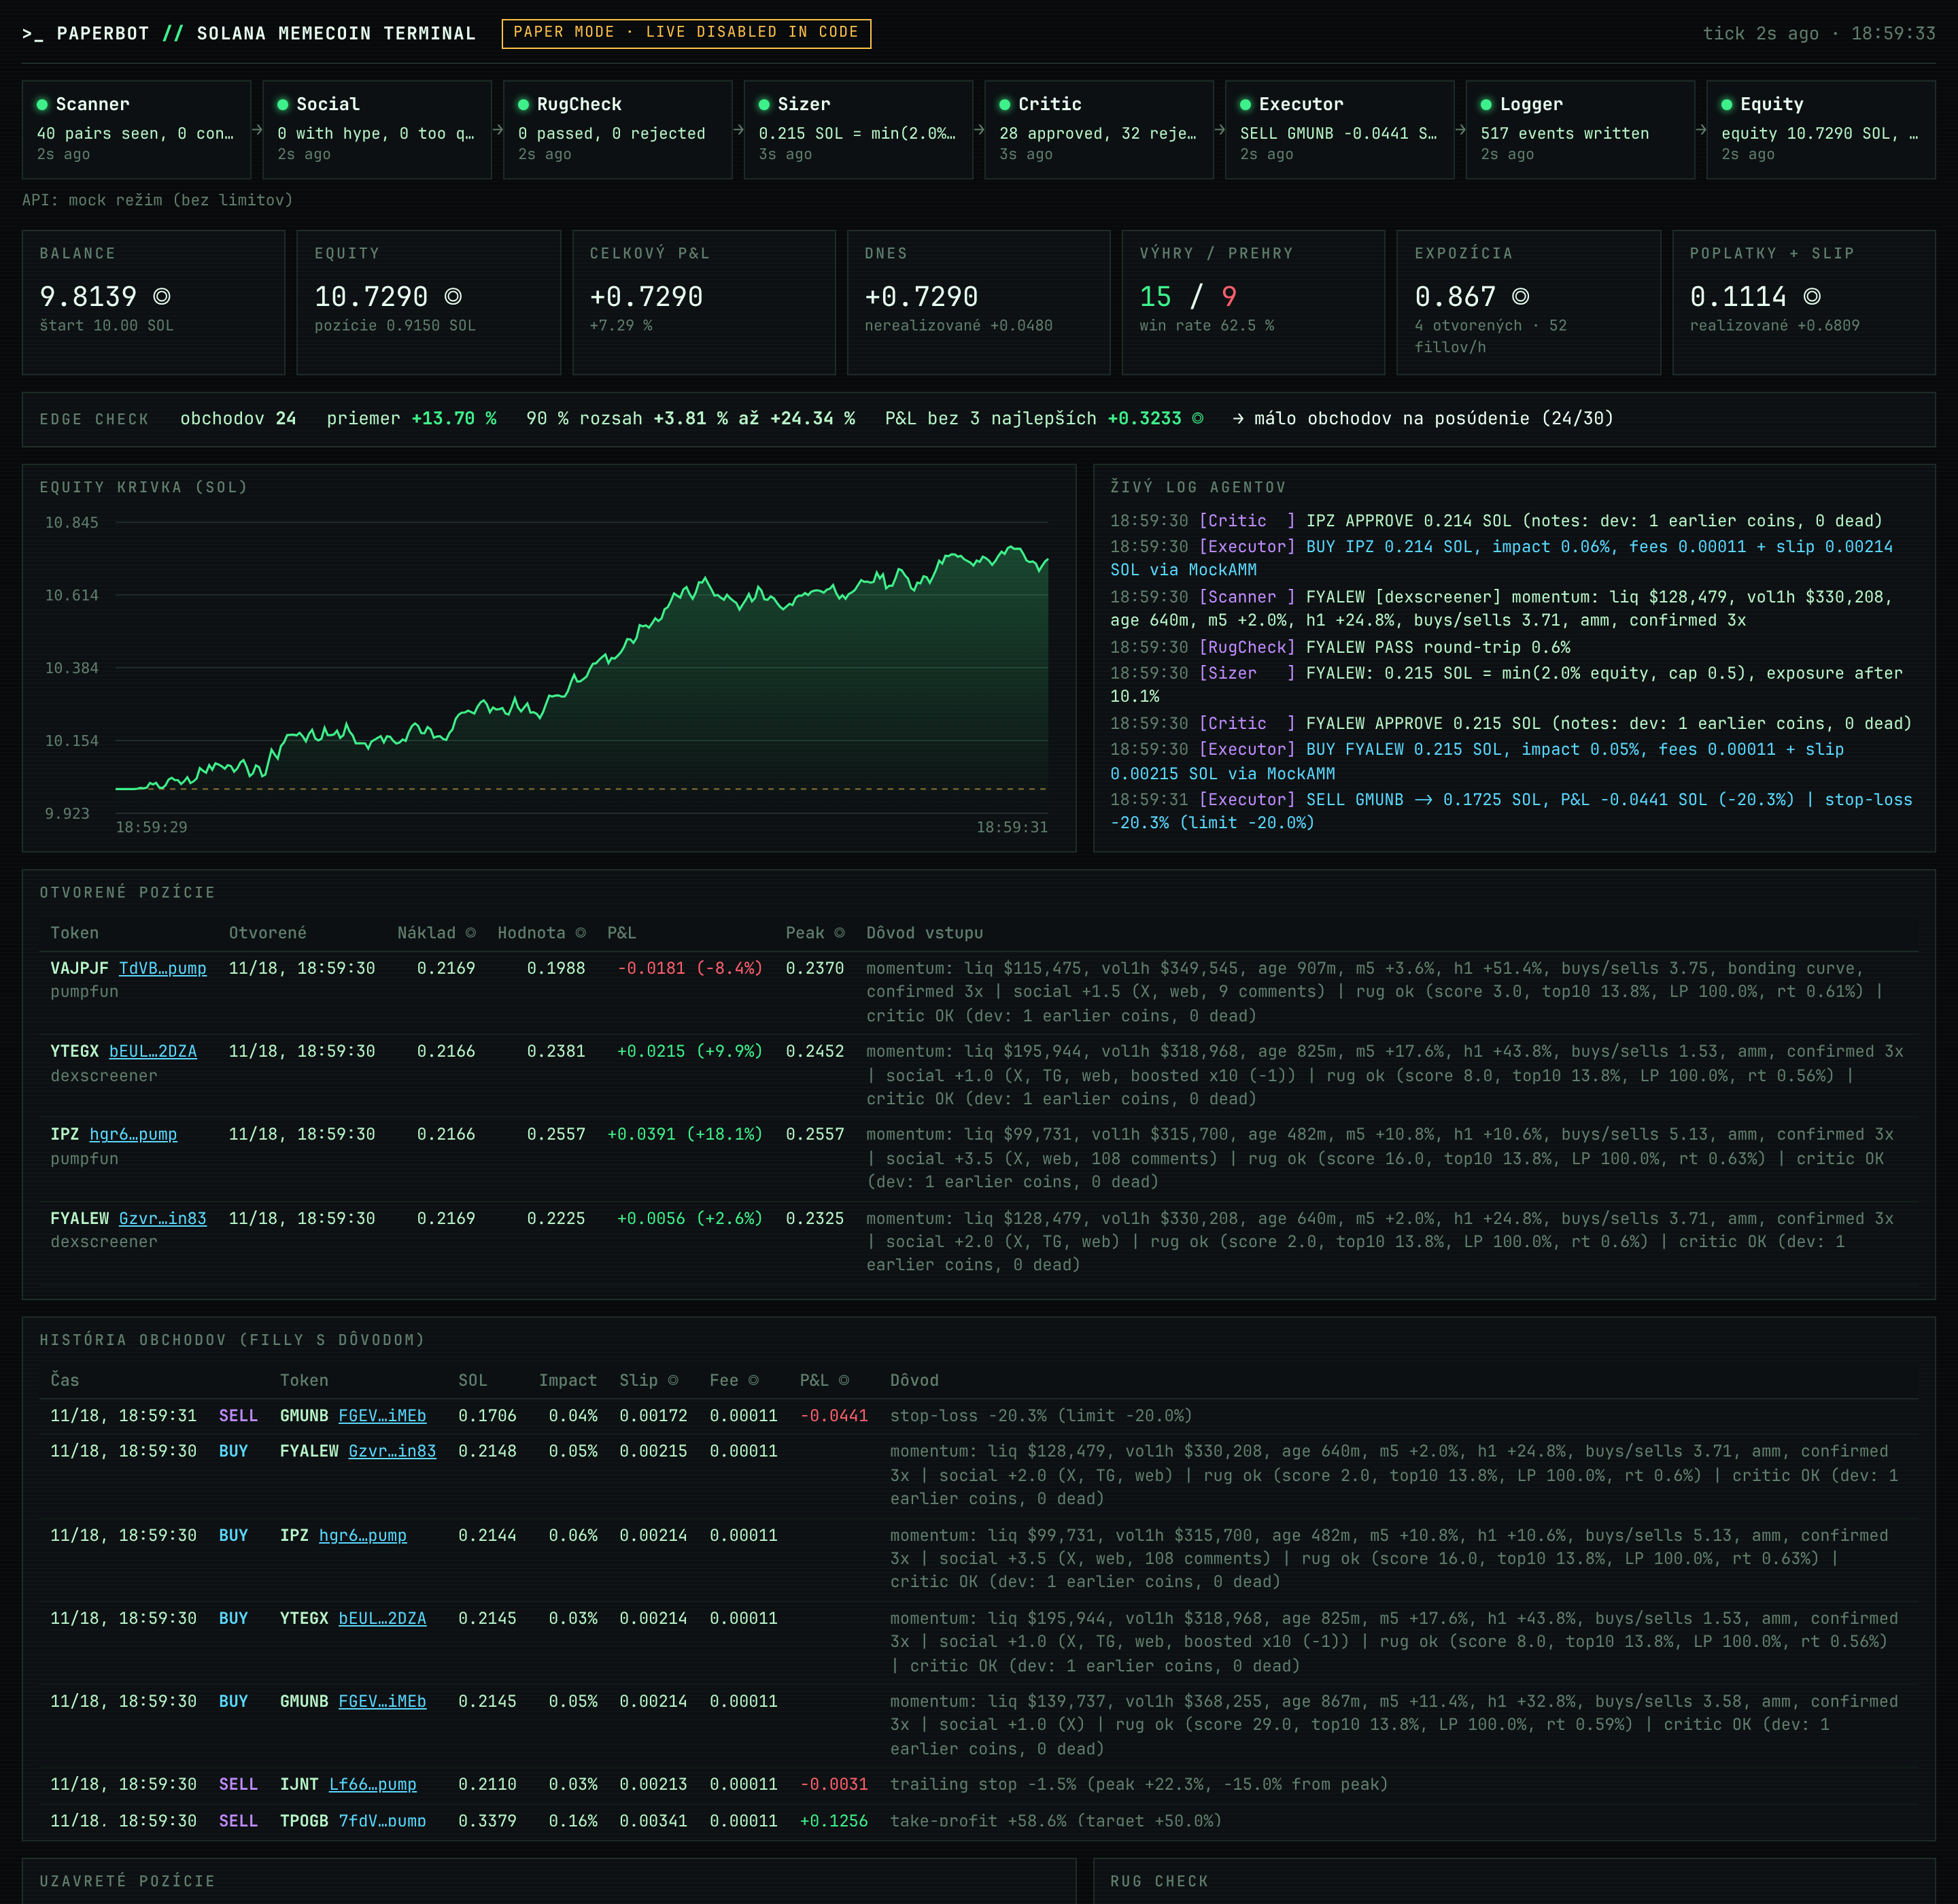 >_ PAPERBOT // SOLANA MEMECOIN TERMINAL
PAPER MODE · LIVE DISABLED IN CODE
tick 2s ago · 18:59:33
Scanner
40 pairs seen, 0 con…
2s ago
→
Social
0 with hype, 0 too q…
2s ago
→
RugCheck
0 passed, 0 rejected
2s ago
→
Sizer
0.215 SOL = min(2.0%…
3s ago
→
Critic
28 approved, 32 reje…
3s ago
→
Executor
SELL GMUNB -0.0441 S…
2s ago
→
Logger
517 events written
2s ago
→
Equity
equity 10.7290 SOL, …
2s ago
API: mock režim (bez limitov)
BALANCE
9.8139 ◎
štart 10.00 SOL
EQUITY
10.7290 ◎
pozície 0.9150 SOL
CELKOVÝ P&L
+0.7290
+7.29 %
DNES
+0.7290
nerealizované +0.0480
VÝHRY / PREHRY
15 / 9
win rate 62.5 %
EXPOZÍCIA
0.867 ◎
4 otvorených · 52
fillov/h
POPLATKY + SLIP
0.1114 ◎
realizované +0.6809
EDGE CHECK obchodov 24 priemer +13.70 % 90 % rozsah +3.81 % až +24.34 % P&L bez 3 najlepších +0.3233 ◎ → málo obchodov na posúdenie (24/30)
EQUITY KRIVKA (SOL)
10.845
10.614
10.384
10.154
9.923
18:59:29 18:59:31
ŽIVÝ LOG AGENTOV
18:59:30 [Critic  ] IPZ APPROVE 0.214 SOL (notes: dev: 1 earlier coins, 0 dead)
18:59:30 [Executor] BUY IPZ 0.214 SOL, impact 0.06%, fees 0.00011 + slip 0.00214
SOL via MockAMM
18:59:30 [Scanner ] FYALEW [dexscreener] momentum: liq $128,479, vol1h $330,208,
age 640m, m5 +2.0%, h1 +24.8%, buys/sells 3.71, amm, confirmed 3x
18:59:30 [RugCheck] FYALEW PASS round-trip 0.6%
18:59:30 [Sizer   ] FYALEW: 0.215 SOL = min(2.0% equity, cap 0.5), exposure after
10.1%
18:59:30 [Critic  ] FYALEW APPROVE 0.215 SOL (notes: dev: 1 earlier coins, 0 dead)
18:59:30 [Executor] BUY FYALEW 0.215 SOL, impact 0.05%, fees 0.00011 + slip
0.00215 SOL via MockAMM
18:59:31 [Executor] SELL GMUNB → 0.1725 SOL, P&L -0.0441 SOL (-20.3%) | stop-loss
-20.3% (limit -20.0%)
OTVORENÉ POZÍCIE
Token Otvorené Náklad ◎ Hodnota ◎ P&L Peak ◎ Dôvod vstupu
VAJPJF TdVB…pump 11/18, 18:59:30 0.2169 0.1988 -0.0181 (-8.4%) 0.2370 momentum: liq $115,475, vol1h $349,545, age 907m, m5 +3.6%, h1 +51.4%, buys/sells 3.75, bonding curve,
pumpfun confirmed 3x | social +1.5 (X, web, 9 comments) | rug ok (score 3.0, top10 13.8%, LP 100.0%, rt 0.61%) |
critic OK (dev: 1 earlier coins, 0 dead)
YTEGX bEUL…2DZA 11/18, 18:59:30 0.2166 0.2381 +0.0215 (+9.9%) 0.2452 momentum: liq $195,944, vol1h $318,968, age 825m, m5 +17.6%, h1 +43.8%, buys/sells 1.53, amm, confirmed 3x
dexscreener | social +1.0 (X, TG, web, boosted x10 (-1)) | rug ok (score 8.0, top10 13.8%, LP 100.0%, rt 0.56%) |
critic OK (dev: 1 earlier coins, 0 dead)
IPZ hgr6…pump 11/18, 18:59:30 0.2166 0.2557 +0.0391 (+18.1%) 0.2557 momentum: liq $99,731, vol1h $315,700, age 482m, m5 +10.8%, h1 +10.6%, buys/sells 5.13, amm, confirmed 3x
pumpfun | social +3.5 (X, web, 108 comments) | rug ok (score 16.0, top10 13.8%, LP 100.0%, rt 0.63%) | critic OK
(dev: 1 earlier coins, 0 dead)
FYALEW Gzvr…in83 11/18, 18:59:30 0.2169 0.2225 +0.0056 (+2.6%) 0.2325 momentum: liq $128,479, vol1h $330,208, age 640m, m5 +2.0%, h1 +24.8%, buys/sells 3.71, amm, confirmed 3x
dexscreener | social +2.0 (X, TG, web) | rug ok (score 2.0, top10 13.8%, LP 100.0%, rt 0.6%) | critic OK (dev: 1
earlier coins, 0 dead)
HISTÓRIA OBCHODOV (FILLY S DÔVODOM)
Čas Token SOL Impact Slip ◎ Fee ◎ P&L ◎ Dôvod
11/18, 18:59:31 SELL GMUNB FGEV…iMEb 0.1706 0.04% 0.00172 0.00011 -0.0441 stop-loss -20.3% (limit -20.0%)
11/18, 18:59:30 BUY FYALEW Gzvr…in83 0.2148 0.05% 0.00215 0.00011 momentum: liq $128,479, vol1h $330,208, age 640m, m5 +2.0%, h1 +24.8%, buys/sells 3.71, amm, confirmed
3x | social +2.0 (X, TG, web) | rug ok (score 2.0, top10 13.8%, LP 100.0%, rt 0.6%) | critic OK (dev: 1
earlier coins, 0 dead)
11/18, 18:59:30 BUY IPZ hgr6…pump 0.2144 0.06% 0.00214 0.00011 momentum: liq $99,731, vol1h $315,700, age 482m, m5 +10.8%, h1 +10.6%, buys/sells 5.13, amm, confirmed
3x | social +3.5 (X, web, 108 comments) | rug ok (score 16.0, top10 13.8%, LP 100.0%, rt 0.63%) |
critic OK (dev: 1 earlier coins, 0 dead)
11/18, 18:59:30 BUY YTEGX bEUL…2DZA 0.2145 0.03% 0.00214 0.00011 momentum: liq $195,944, vol1h $318,968, age 825m, m5 +17.6%, h1 +43.8%, buys/sells 1.53, amm, confirmed
3x | social +1.0 (X, TG, web, boosted x10 (-1)) | rug ok (score 8.0, top10 13.8%, LP 100.0%, rt 0.56%)
| critic OK (dev: 1 earlier coins, 0 dead)
11/18, 18:59:30 BUY GMUNB FGEV…iMEb 0.2145 0.05% 0.00214 0.00011 momentum: liq $139,737, vol1h $368,255, age 867m, m5 +11.4%, h1 +32.8%, buys/sells 3.58, amm, confirmed
3x | social +1.0 (X) | rug ok (score 29.0, top10 13.8%, LP 100.0%, rt 0.59%) | critic OK (dev: 1
earlier coins, 0 dead)
11/18, 18:59:30 SELL IJNT Lf66…pump 0.2110 0.03% 0.00213 0.00011 -0.0031 trailing stop -1.5% (peak +22.3%, -15.0% from peak)
11/18, 18:59:30 SELL TPOGB 7fdV…pump 0.3379 0.16% 0.00341 0.00011 +0.1256 take-profit +58.6% (target +50.0%)
UZAVRETÉ POZÍCIE
RUG CHECK